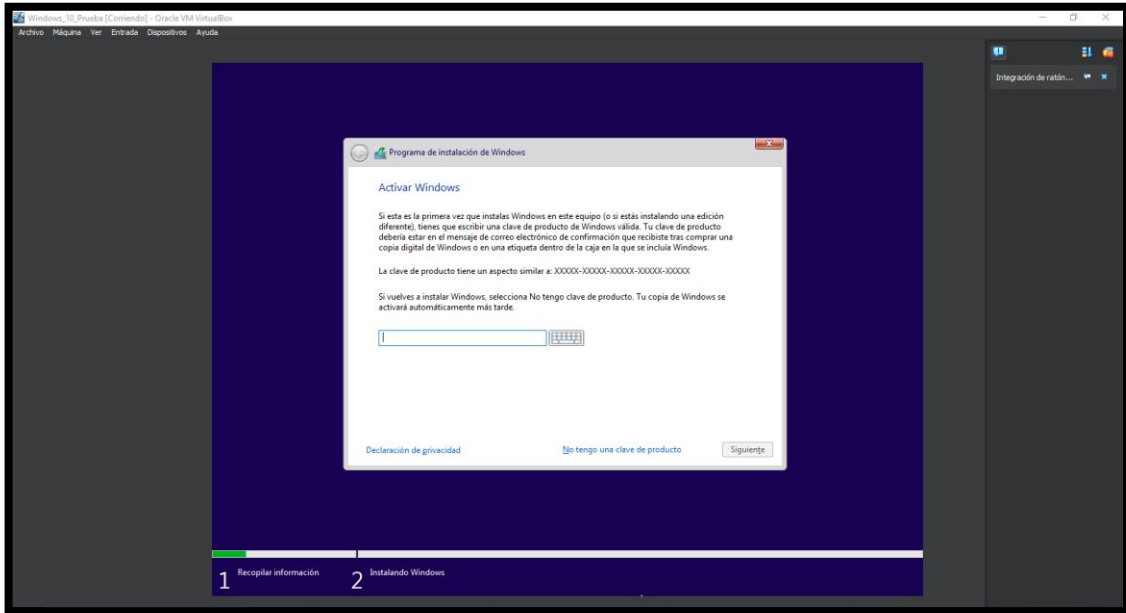 Windows_10_Prueba [Corriendo] - Oracle VM VirtualBox
Archivo Máquina Ver Entrada Dispositivos Ayuda
Integración de ratón...
Programa de instalación de Windows
Activar Windows
Si esta es la primera vez que instalas Windows en este equipo (o si estás instalando una edición
diferente), tienes que escribir una clave de producto de Windows válida. Tu clave de producto
debería estar en el mensaje de correo electrónico de confirmación que recibiste tras comprar una
copia digital de Windows o en una etiqueta dentro de la caja en la que se incluía Windows.
La clave de producto tiene un aspecto similar a: XXXXX-XXXXX-XXXXX-XXXXX-XXXXX
Si vuelves a instalar Windows, selecciona No tengo clave de producto. Tu copia de Windows se
activará automáticamente más tarde.
Declaración de privacidad No tengo una clave de producto Siguiente
1 Recopilar información 2 Instalando Windows